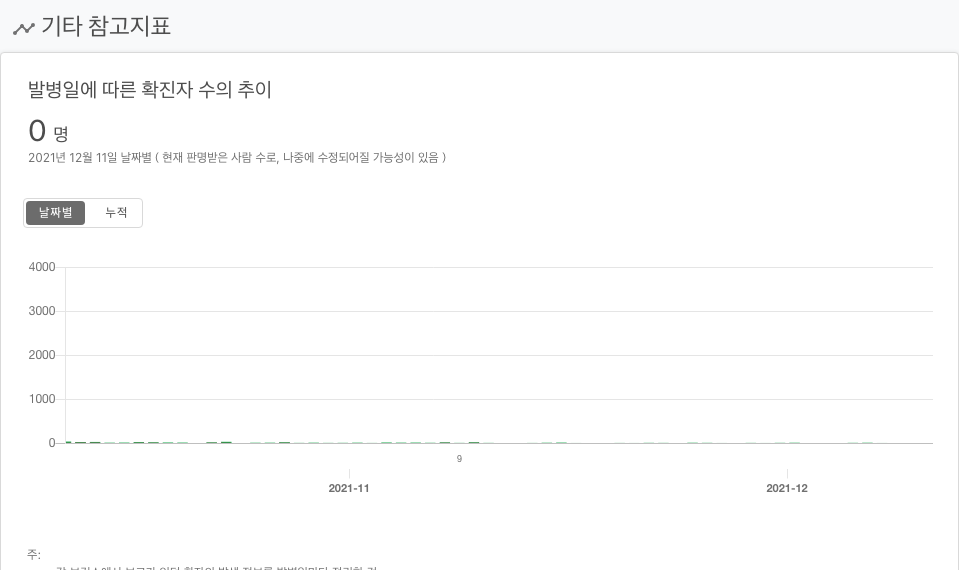 기타 참고지표
발병일에 따른 확진자 수의 추이
0 명
2021년 12월 11일 날짜별 ( 현재 판명받은 사람 수로, 나중에 수정되어질 가능성이 있음 )
날짜별 누적
4000
3000
2000
1000
0
9
2021-11 2021-12
주: